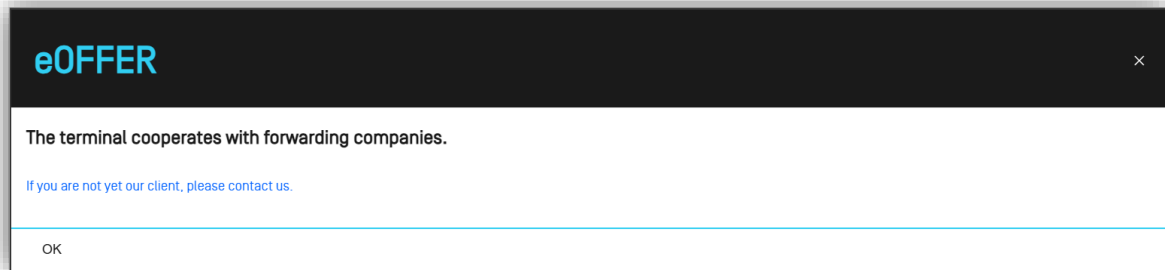 eOFFER
×
The terminal cooperates with forwarding companies.
If you are not yet our client, please contact us.
OK